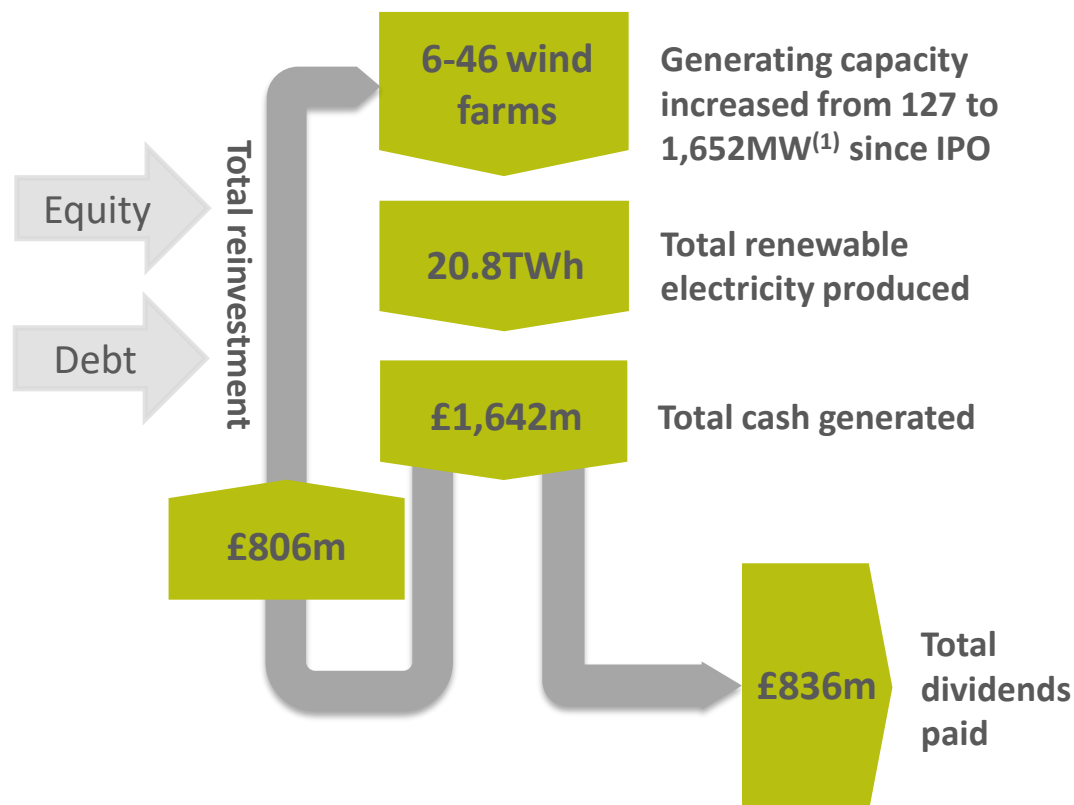 6-46 wind
farms
Generating capacity
increased from 127 to
1,652MW(1) since IPO
Equity
Debt
Total reinvestment
20.8TWh
Total renewable
electricity produced
£1,642m
Total cash generated
£806m
£836m
Total
dividends
paid